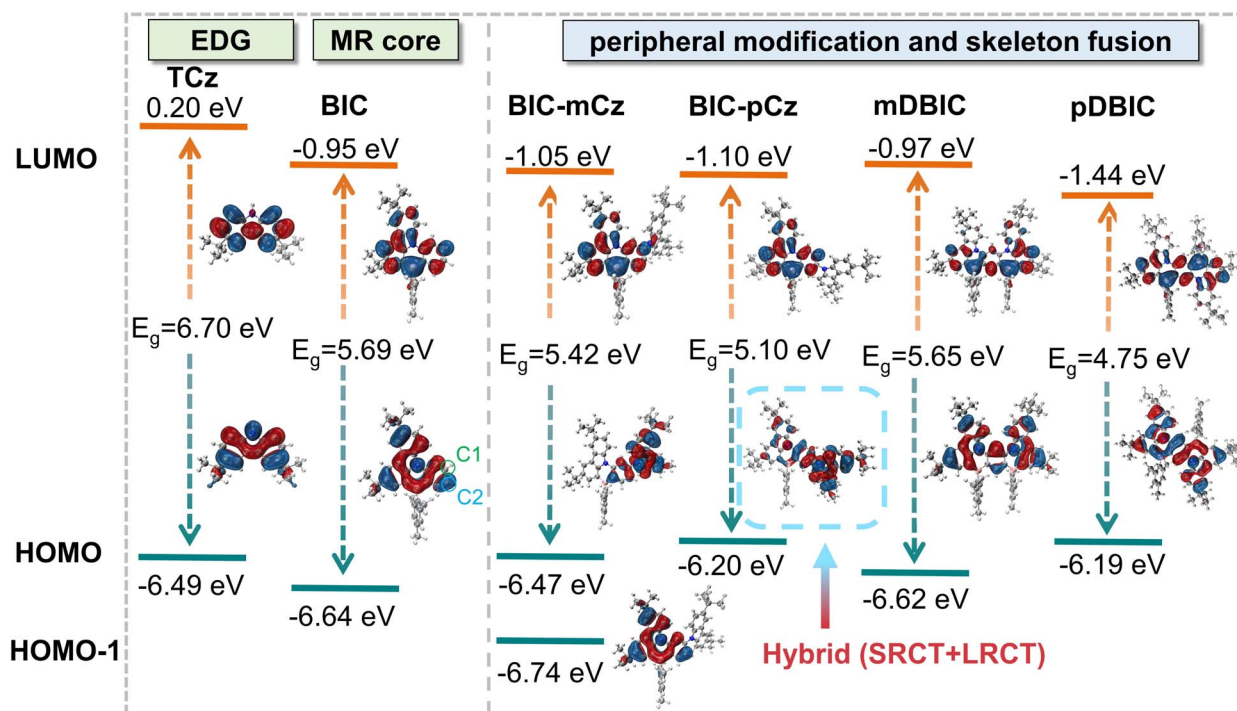 EDG
MR core
peripheral modification and skeleton fusion
TCz
BIC
BIC-mCz
BIC-pCz
mDBIC
pDBIC
LUMO
0.20 eV
-0.95 eV
-1.05 eV
-1.10 eV
-0.97 eV
-1.44 eV
Eg=6.70 eV
Eg=5.69 eV
Eg=5.42 eV
Eg=5.10 eV
Eg=5.65 eV
Eg=4.75 eV
C1
C2
HOMO
-6.49 eV
-6.64 eV
-6.47 eV
-6.20 eV
-6.62 eV
-6.19 eV
HOMO-1
-6.74 eV
Hybrid (SRCT+LRCT)